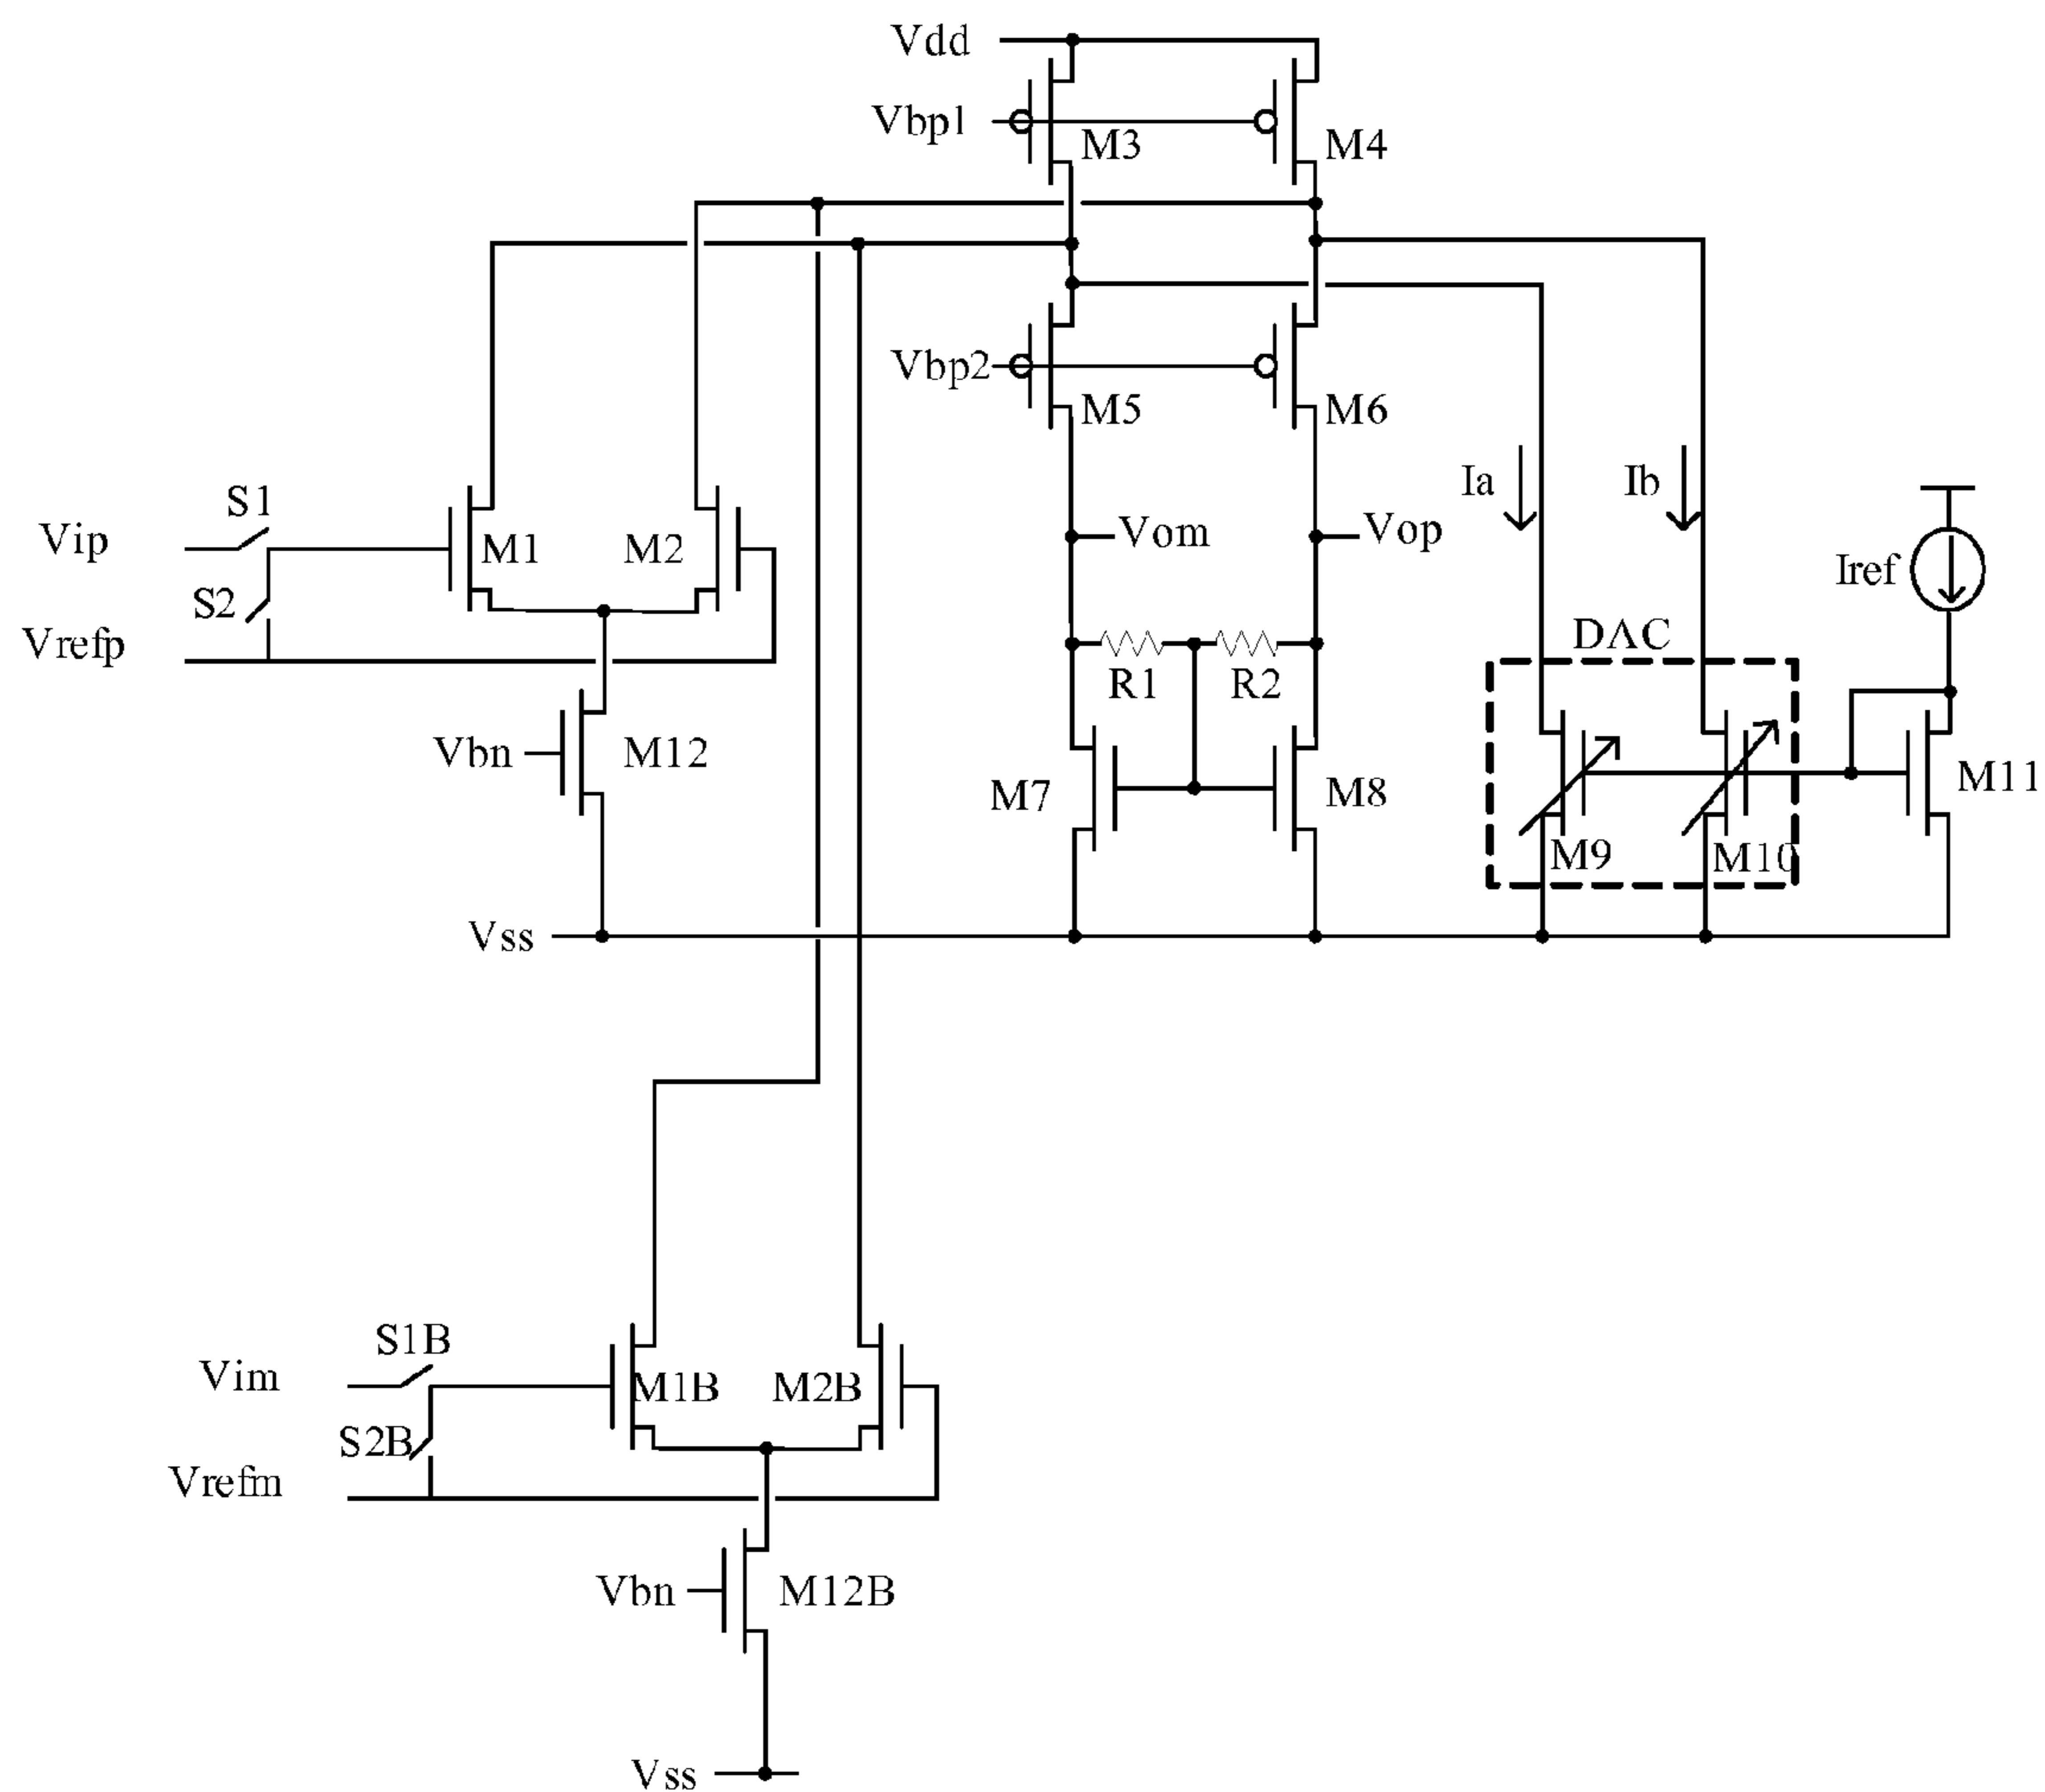 Vdd
Vbp1
M3
M4
Vbp2
M5
M6
Ia
Ib
S1
Vip
M1
M2
Vom
Vop
Iref
S2
Vrefp
DAC
R1
R2
Vbn
M12
M7
M8
M11
M9
M10
Vss
S1B
Vim
M1B
M2B
S2B
Vrefm
Vbn
M12B
Vss